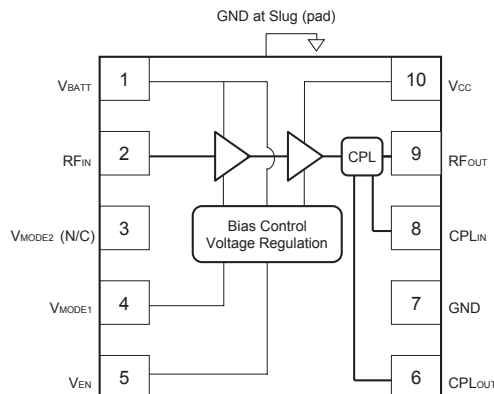 GND at Slug (pad)
VBATT 1
10 VCC
RFIN 2
CPL
9 RFOUT
VMODE2 (N/C) 3
Bias Control
Voltage Regulation
8 CPLIN
VMODE1 4
7 GND
VEN 5
6 CPLOUT